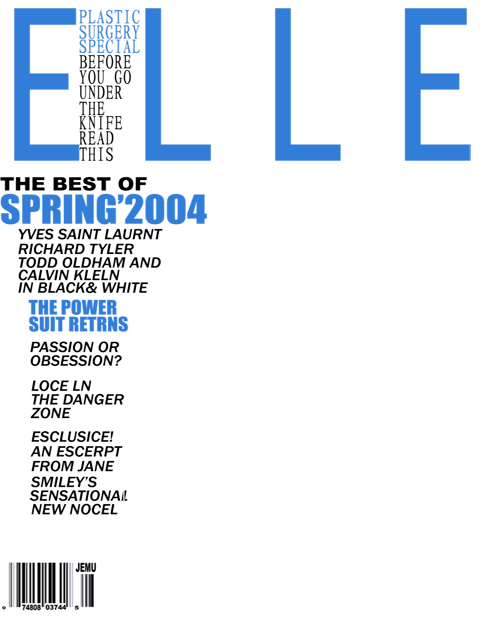 ELLE
PLASTIC
SURGERY
SPECIAL
BEFORE
YOU GO
UNDER
THE
KNIFE
READ
THIS
THE BEST OF
SPRING'2004
YVES SAINT LAURNT
RICHARD TYLER
TODD OLDHAM AND
CALVIN KLELN
IN BLACK& WHITE
THE POWER
SUIT RETRNS
PASSION OR
OBSESSION?
LOCE LN
THE DANGER
ZONE
ESCLUSICE!
AN ESCERPT
FROM JANE
SMILEY'S
SENSATIONAL
NEW NOCEL
JEMU
0 74808 03744 5